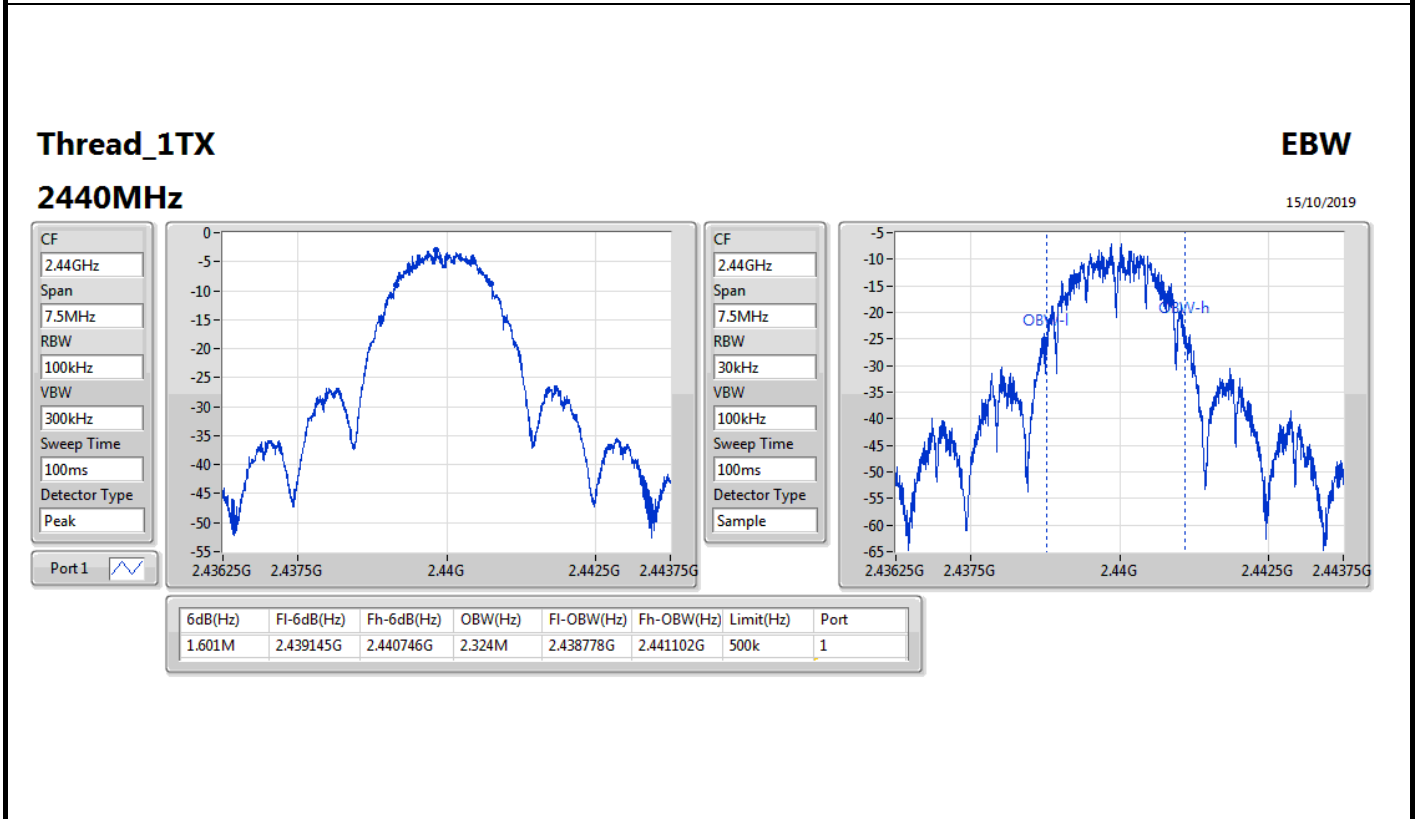 Thread_1TX
EBW
2440MHz
15/10/2019
CF
2.44GHz
Span
7.5MHz
RBW
100kHz
VBW
300kHz
Sweep Time
100ms
Detector Type
Peak
Port 1
0
-5
-10
-15
-20
-25
-30
-35
-40
-45
-50
-55
2.43625G 2.4375G 2.44G 2.4425G 2.44375G
CF
2.44GHz
Span
7.5MHz
RBW
30kHz
VBW
100kHz
Sweep Time
100ms
Detector Type
Sample
-5
-10
-15
-20
-25
-30
-35
-40
-45
-50
-55
-60
-65
OBW-l
OBW-h
2.43625G 2.4375G 2.44G 2.4425G 2.44375G
6dB(Hz) Fl-6dB(Hz) Fh-6dB(Hz) OBW(Hz) Fl-OBW(Hz) Fh-OBW(Hz) Limit(Hz) Port
1.601M 2.439145G 2.440746G 2.324M 2.438778G 2.441102G 500k 1